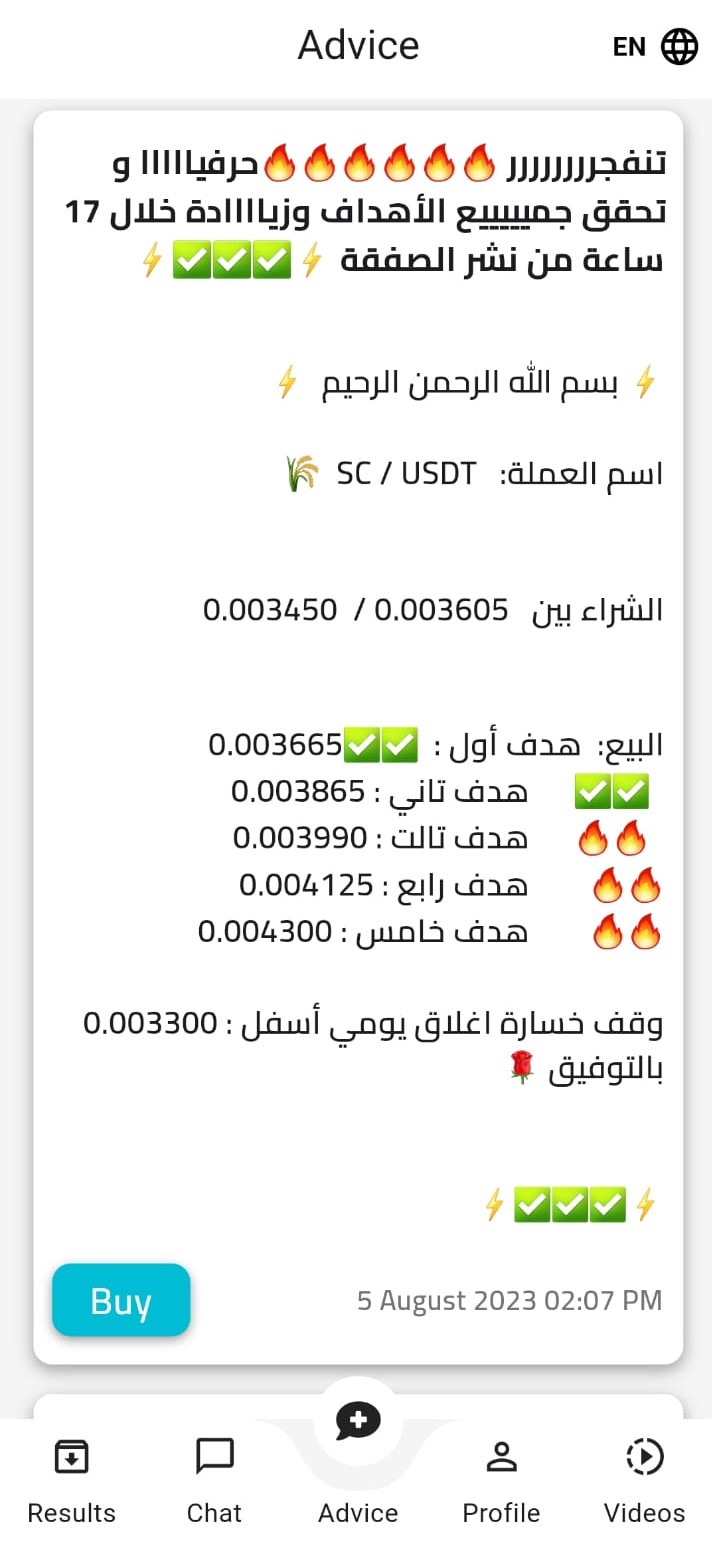 Advice
EN
تنفجرررررررر 🔥🔥🔥🔥🔥🔥حرفيااااا و
تحقق جمييييع الأهداف وزيااااادة خلال 17
ساعة من نشر الصفقة ⚡✅✅✅⚡
⚡ بسم الله الرحمن الرحيم ⚡
اسم العملة: SC / USDT 🌾
الشراء بين 0.003605 / 0.003450
البيع: هدف أول : ✅✅0.003665
✅✅ هدف تاني : 0.003865
🔥🔥 هدف تالت : 0.003990
🔥🔥 هدف رابع : 0.004125
🔥🔥 هدف خامس : 0.004300
وقف خسارة اغلاق يومي أسفل : 0.003300
بالتوفيق 🌹
⚡✅✅✅⚡
Buy
5 August 2023 02:07 PM
Results
Chat
Advice
Profile
Videos